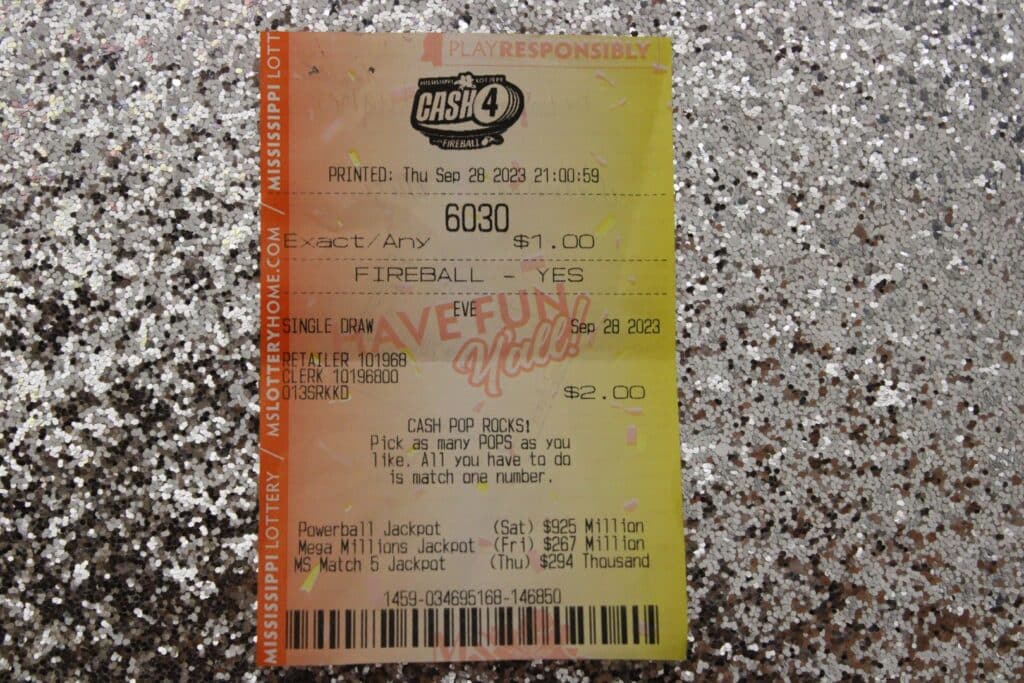 PLAYRESPONSIBLY
MISSISSIPPI LOTTERY
CASH 4
FIREBALL
PRINTED: Thu Sep 28 2023 21:00:59
6030
Exact/Any $1.00
FIREBALL - YES
EVE
SINGLE DRAW Sep 28 2023
HAVE FUN
Y'all!
RETAILER 101968
CLERK 10196800
013SRKKD $2.00
CASH POP ROCKS!
Pick as many POPS as you
like. All you have to do
is match one number.
Powerball Jackpot (Sat) $925 Million
Mega Millions Jackpot (Fri) $267 Million
MS Match 5 Jackpot (Thu) $294 Thousand
1459-034695168-146850
MISSISSIPPI LOTTERY / MSLOTTERYHOME.COM / MISSISSIPPI LOTT